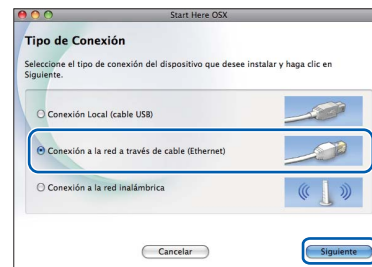 Start Here OSX
Tipo de Conexión
Seleccione el tipo de conexión del dispositivo que desee instalar y haga clic en
Siguiente.
Conexión Local (cable USB)
Conexión a la red a través de cable (Ethernet)
Conexión a la red inalámbrica
Cancelar
Siguiente